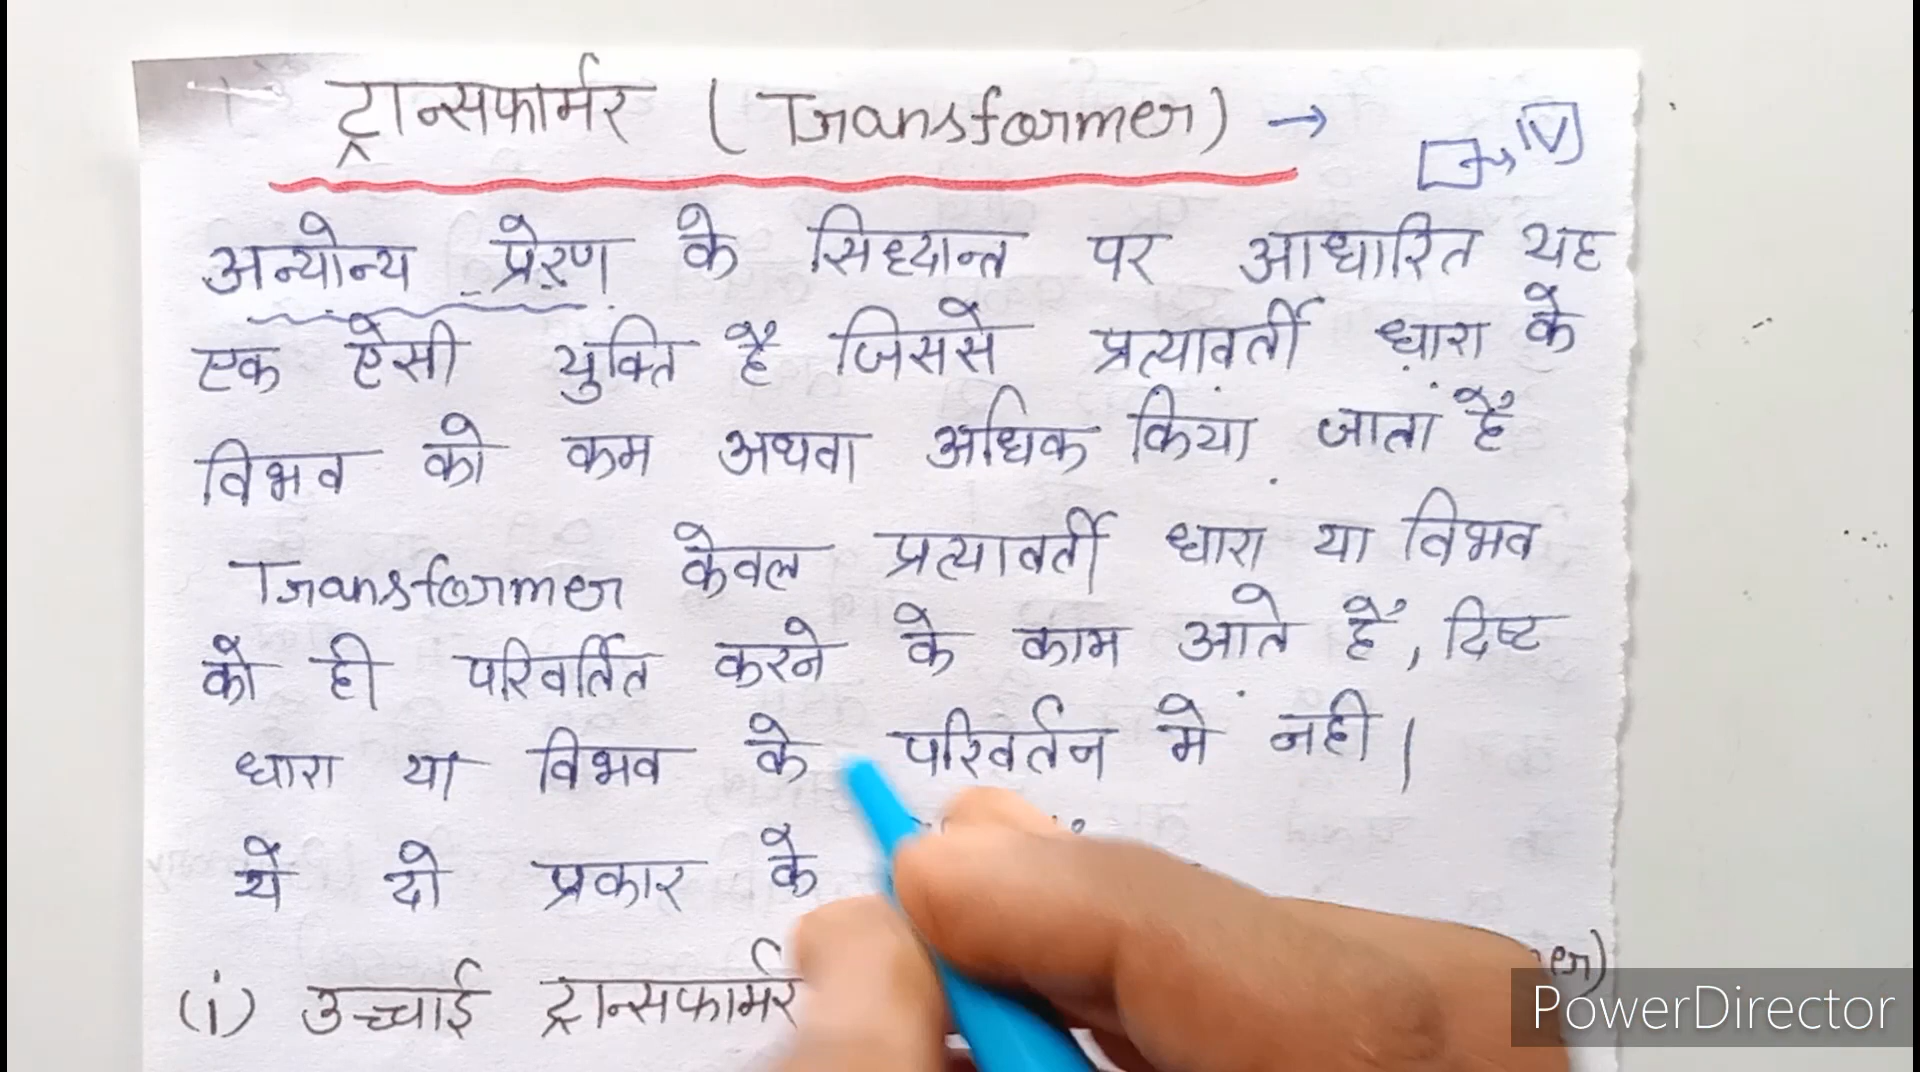 ट्रान्सफार्मर ( Transformer ) →
IV
अन्योन्य प्रेरण के सिध्दान्त पर आधारित यह
एक ऐसी युक्ति है जिससे प्रत्यावर्ती धारा के
विभव को कम अथवा अधिक किया जाता है
Transformer केवल प्रत्यावर्ती धारा या विभव
को ही परिवर्तित करने के काम आते हैं, दिष्ट
धारा या विभव के परिवर्तन मे नही |
ये दो प्रकार के
(i) उच्चाई ट्रान्सफार्मर
PowerDirector